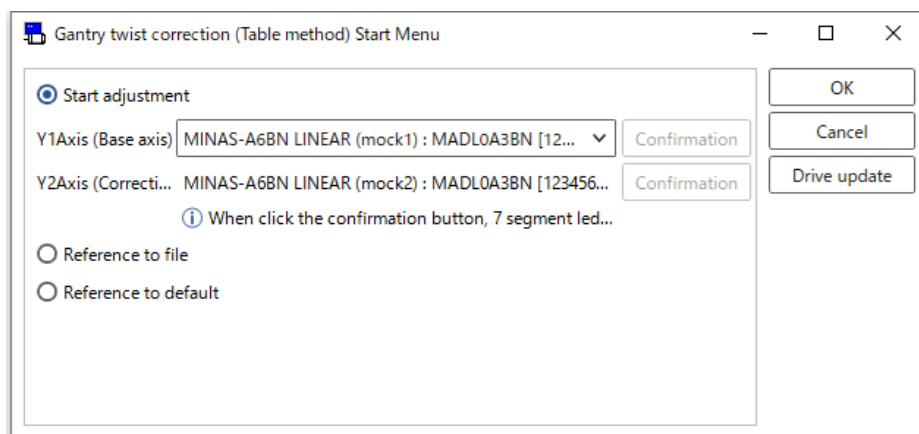 Gantry twist correction (Table method) Start Menu
Start adjustment
OK
Y1Axis (Base axis) MINAS-A6BN LINEAR (mock1) : MADL0A3BN [12... Confirmation
Cancel
Y2Axis (Correcti... MINAS-A6BN LINEAR (mock2) : MADL0A3BN [123456... Confirmation
Drive update
When click the confirmation button, 7 segment led...
Reference to file
Reference to default